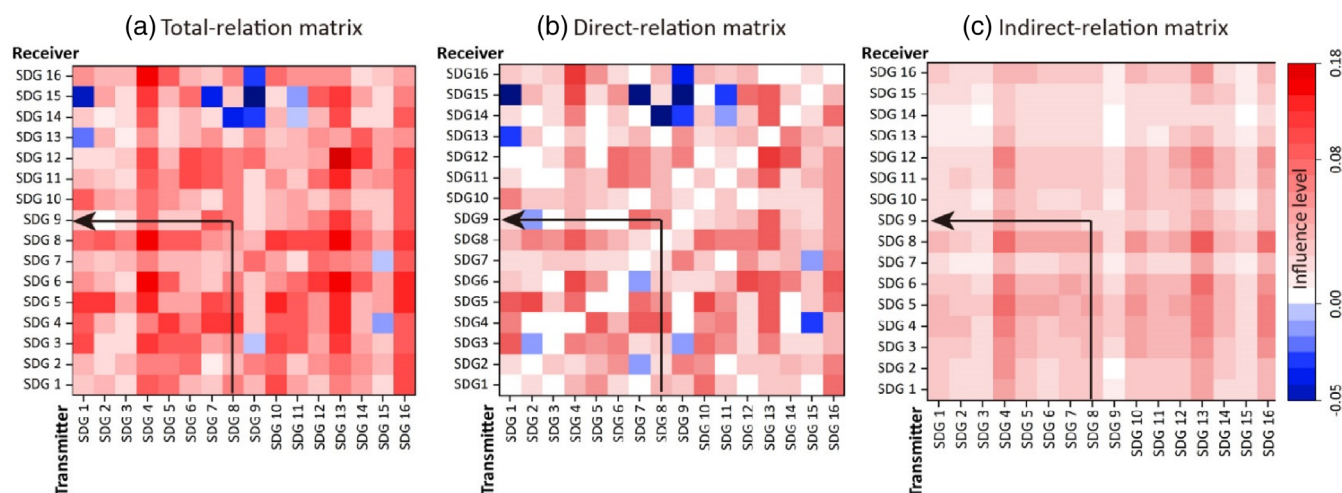 (a) Total-relation matrix
(b) Direct-relation matrix
(c) Indirect-relation matrix
Receiver
SDG 16
SDG 15
SDG 14
SDG 13
SDG 12
SDG 11
SDG 10
SDG 9
SDG 8
SDG 7
SDG 6
SDG 5
SDG 4
SDG 3
SDG 2
SDG 1
Transmitter
SDG 1
SDG 2
SDG 3
SDG 4
SDG 5
SDG 6
SDG 7
SDG 8
SDG 9
SDG 10
SDG 11
SDG 12
SDG 13
SDG 14
SDG 15
SDG 16
Receiver
SDG16
SDG15
SDG14
SDG13
SDG12
SDG11
SDG10
SDG9
SDG8
SDG7
SDG6
SDG5
SDG4
SDG3
SDG2
SDG1
Transmitter
SDG 1
SDG 2
SDG 3
SDG 4
SDG 5
SDG 6
SDG 7
SDG 8
SDG 9
SDG 10
SDG 11
SDG 12
SDG 13
SDG 14
SDG 15
SDG 16
Receiver
SDG 16
SDG 15
SDG 14
SDG 13
SDG 12
SDG 11
SDG 10
SDG 9
SDG 8
SDG 7
SDG 6
SDG 5
SDG 4
SDG 3
SDG 2
SDG 1
Transmitter
SDG 1
SDG 2
SDG 3
SDG 4
SDG 5
SDG 6
SDG 7
SDG 8
SDG 9
SDG 10
SDG 11
SDG 12
SDG 13
SDG 14
SDG 15
SDG 16
Influence level
0.18
0.08
0.00
-0.05